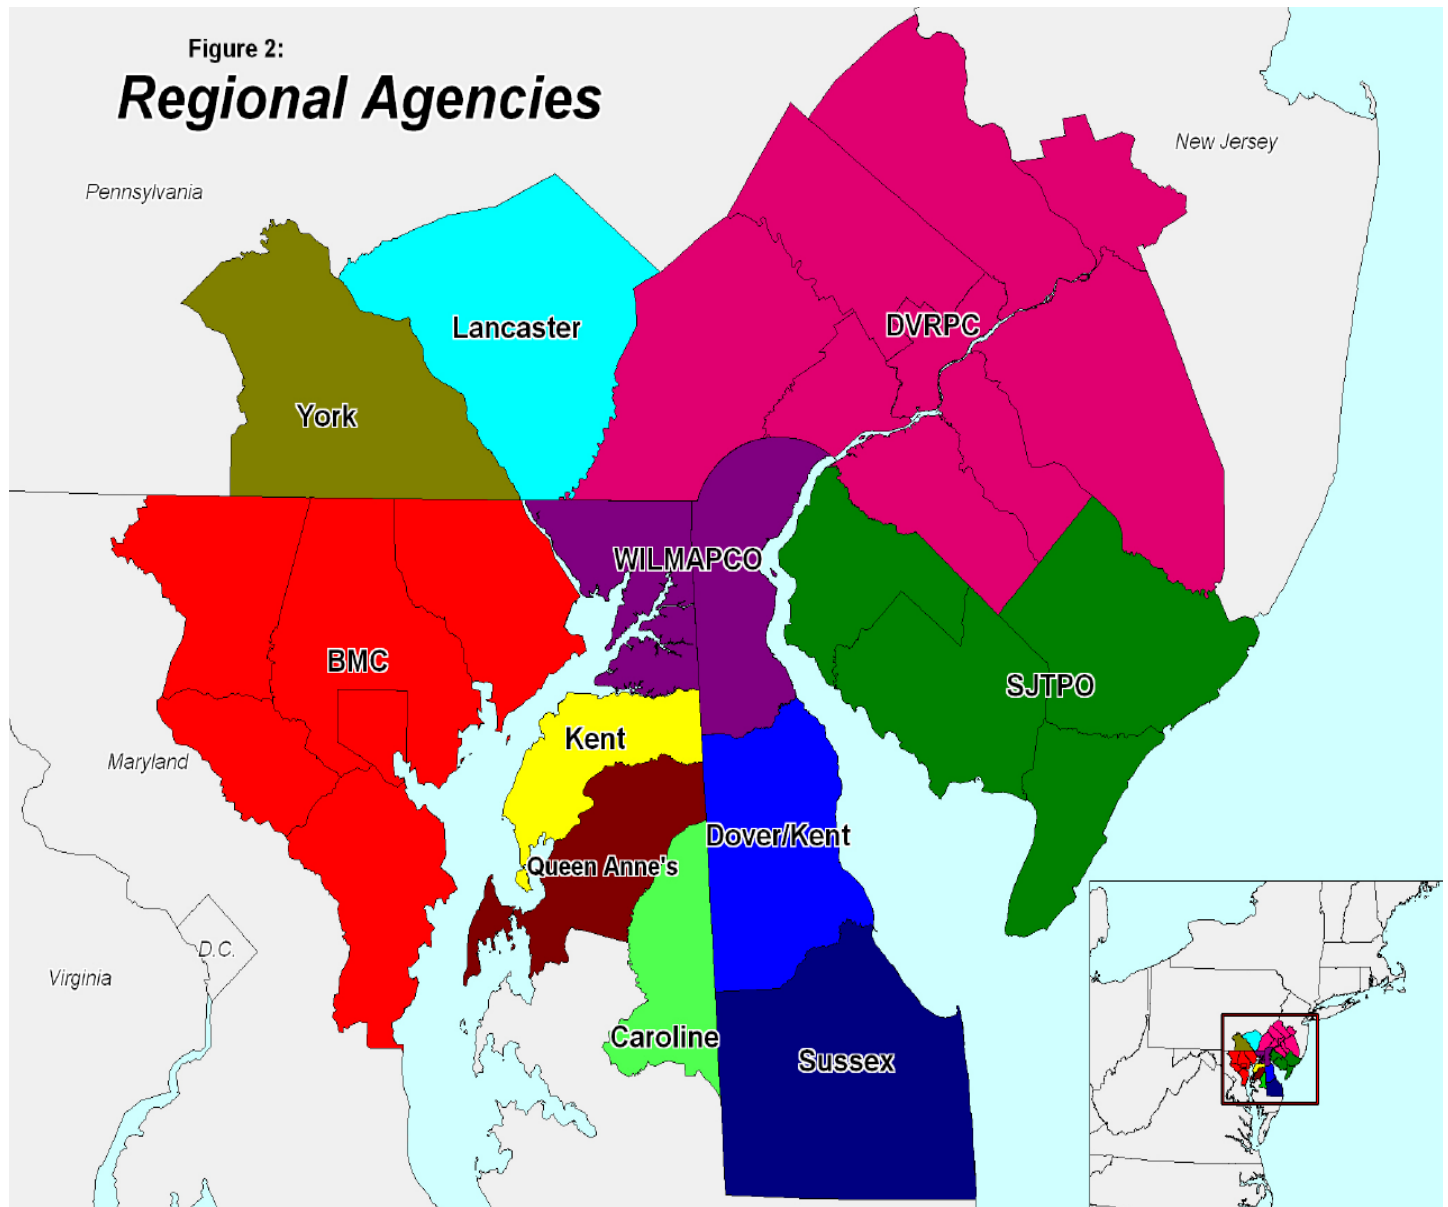 Figure 2:
Regional Agencies
New Jersey
Pennsylvania
Lancaster
DVRPC
York
WILMAPCO
BMC
SJTPO
Kent
Maryland
Dover/Kent
Queen Anne's
D.C.
Virginia
Caroline
Sussex